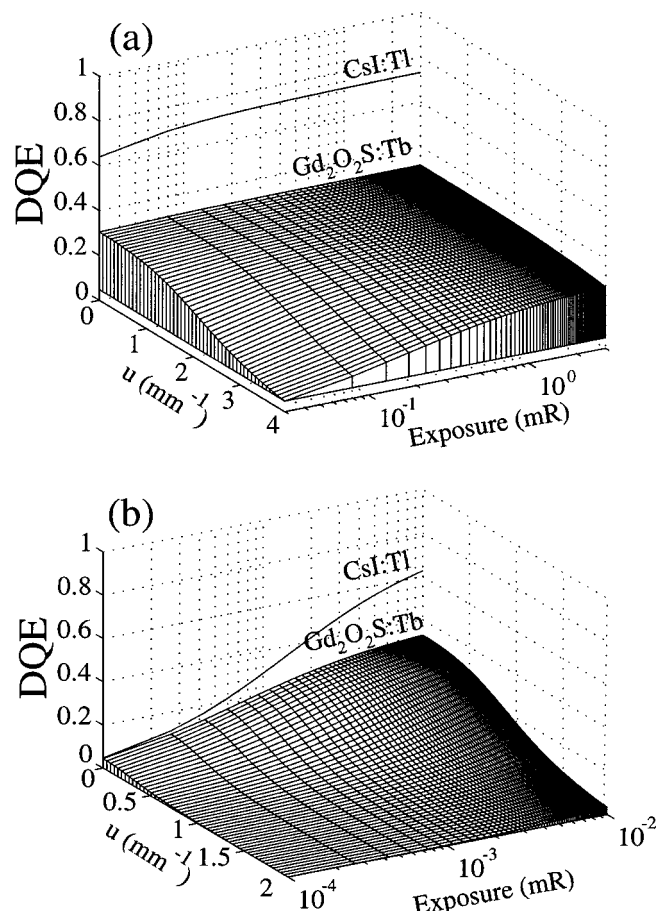 (a)
CsI:Tl
Gd₂O₂S:Tb
DQE
1
0.8
0.6
0.4
0.2
0
0
1
2
3
4
u (mm⁻¹)
10⁻¹
10⁰
Exposure (mR)
(b)
CsI:Tl
Gd₂O₂S:Tb
DQE
1
0.8
0.6
0.4
0.2
0
0
0.5
1
1.5
2
u (mm⁻¹)
10⁻⁴
10⁻³
10⁻²
Exposure (mR)